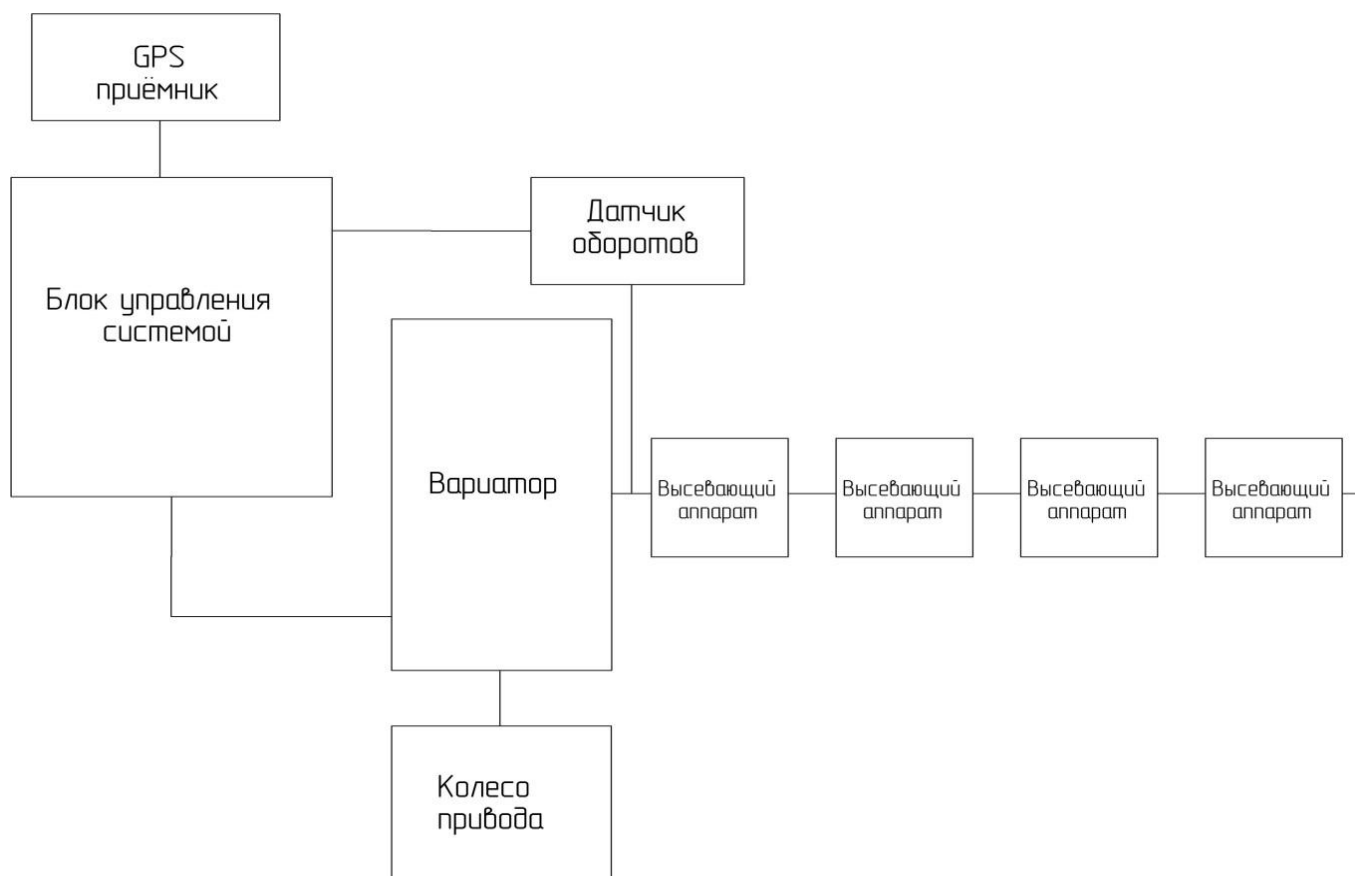 GPS
приёмник
Датчик
оборотов
Блок управления
системой
Вариатор
Высевающий
аппарат
Высевающий
аппарат
Высевающий
аппарат
Высевающий
аппарат
Колесо
привода